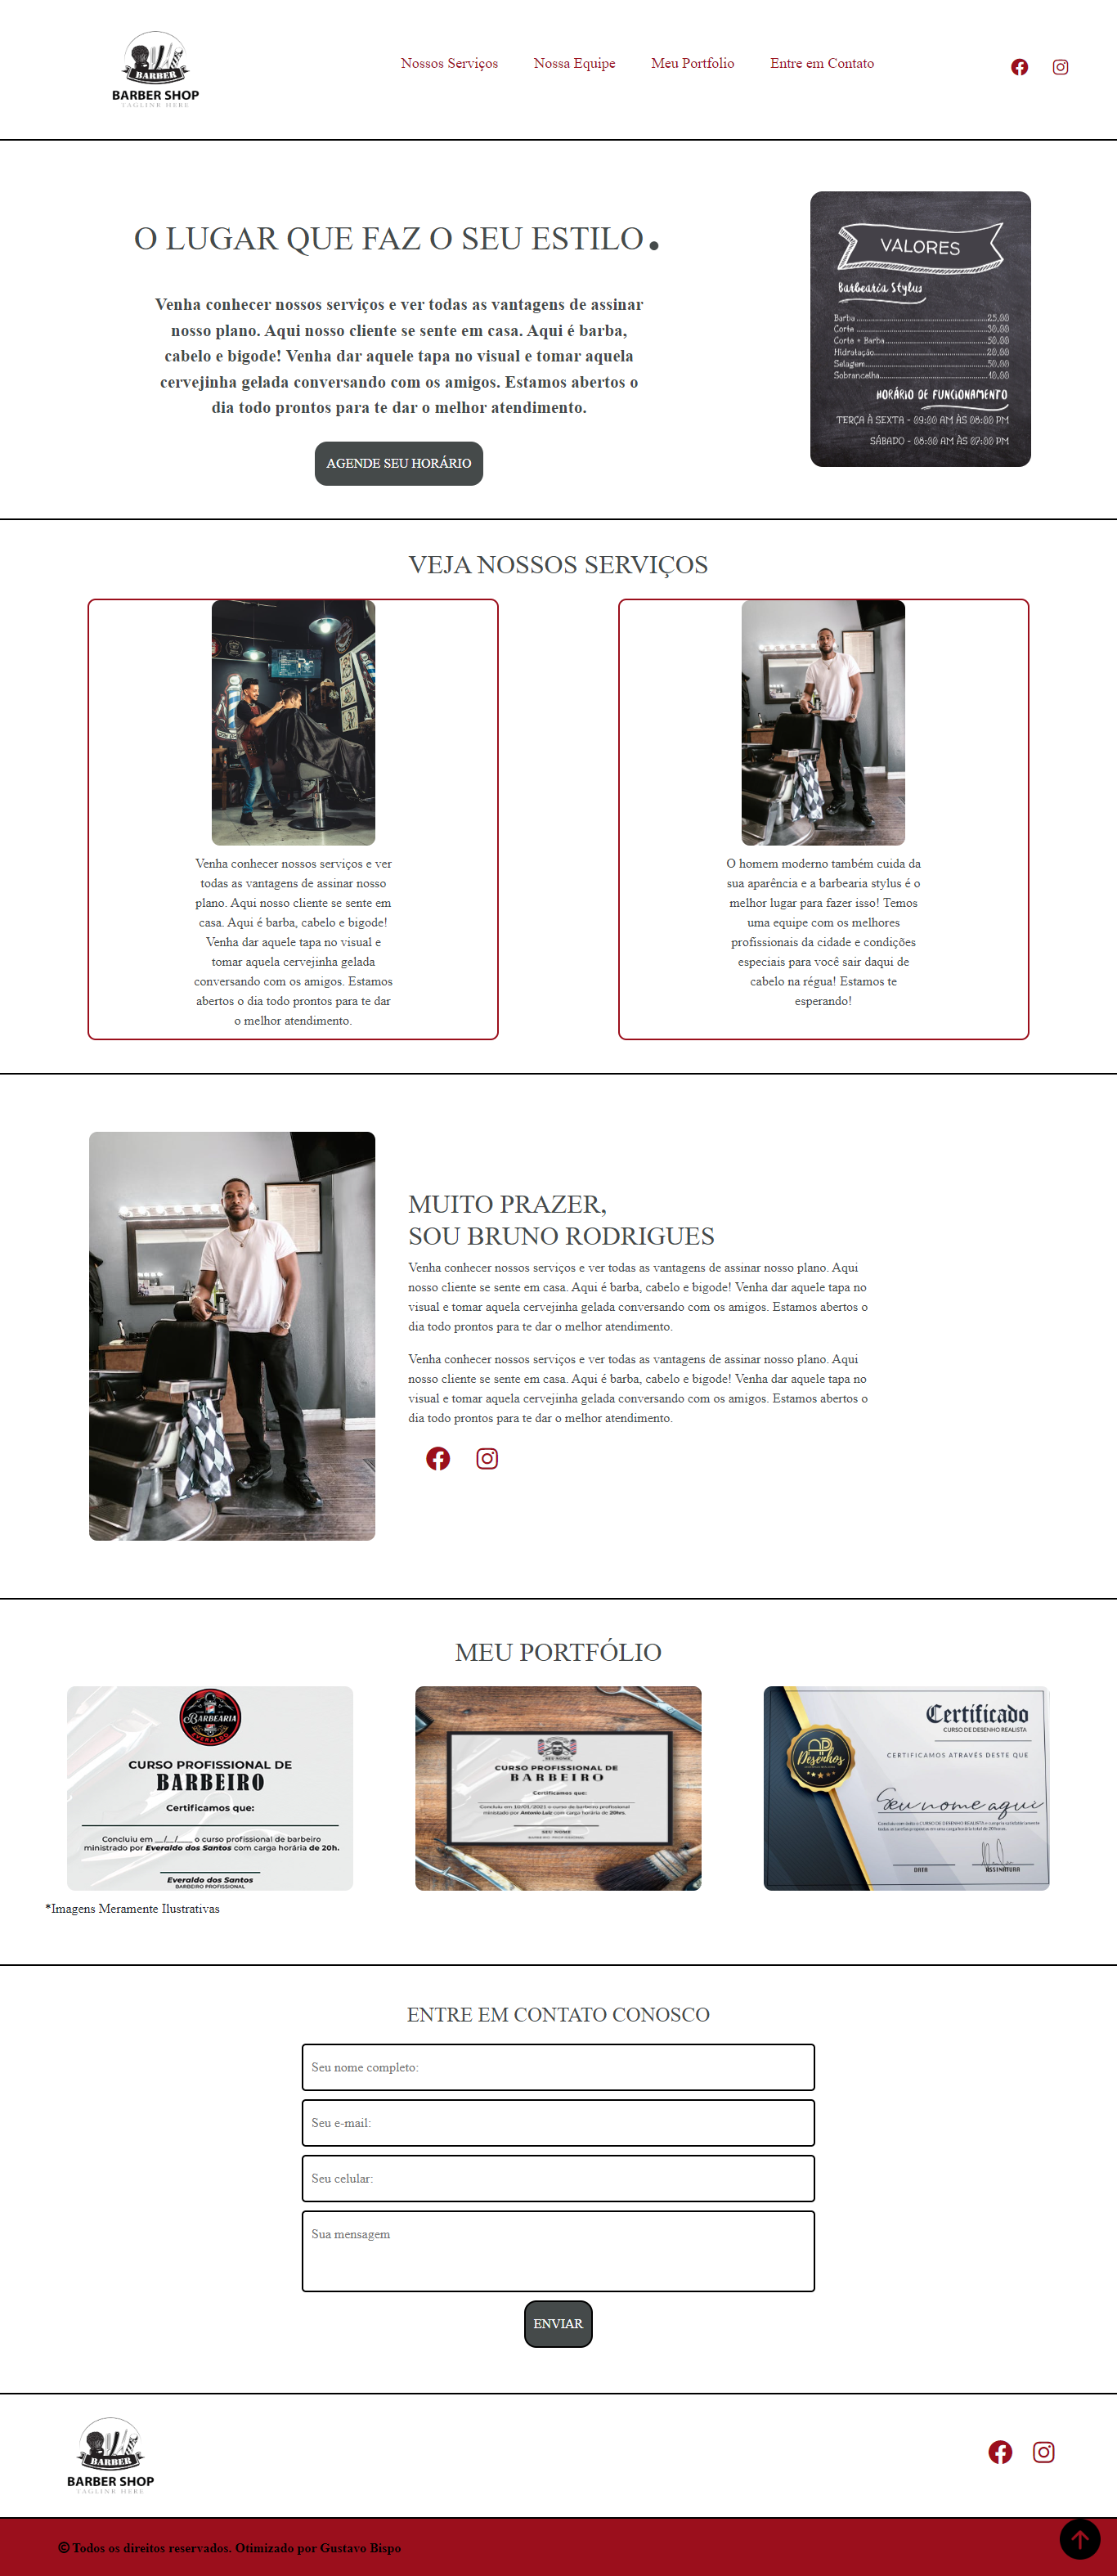 BARBER
BARBER SHOP
TAGLINE HERE
Nossos Serviços
Nossa Equipe
Meu Portfolio
Entre em Contato
O LUGAR QUE FAZ O SEU ESTILO.
Venha conhecer nossos serviços e ver todas as vantagens de assinar
nosso plano. Aqui nosso cliente se sente em casa. Aqui é barba,
cabelo e bigode! Venha dar aquele tapa no visual e tomar aquela
cervejinha gelada conversando com os amigos. Estamos abertos o
dia todo prontos para te dar o melhor atendimento.
AGENDE SEU HORÁRIO
VALORES
Barbearia Stylus
Barba ........ 25,00
Corte ........ 30,00
Corte + Barba ........ 50,00
Hidratação ........ 20,00
Selagem ........ 50,00
Sobrancelha ........ 10,00
HORÁRIO DE FUNCIONAMENTO
TERÇA À SEXTA - 09:00 AM ÀS 08:00 PM
SÁBADO - 08:00 AM ÀS 07:00 PM
VEJA NOSSOS SERVIÇOS
Venha conhecer nossos serviços e ver
todas as vantagens de assinar nosso
plano. Aqui nosso cliente se sente em
casa. Aqui é barba, cabelo e bigode!
Venha dar aquele tapa no visual e
tomar aquela cervejinha gelada
conversando com os amigos. Estamos
abertos o dia todo prontos para te dar
o melhor atendimento.
O homem moderno também cuida da
sua aparência e a barbearia stylus é o
melhor lugar para fazer isso! Temos
uma equipe com os melhores
profissionais da cidade e condições
especiais para você sair daqui de
cabelo na régua! Estamos te
esperando!
MUITO PRAZER,
SOU BRUNO RODRIGUES
Venha conhecer nossos serviços e ver todas as vantagens de assinar nosso plano. Aqui
nosso cliente se sente em casa. Aqui é barba, cabelo e bigode! Venha dar aquele tapa no
visual e tomar aquela cervejinha gelada conversando com os amigos. Estamos abertos o
dia todo prontos para te dar o melhor atendimento.
Venha conhecer nossos serviços e ver todas as vantagens de assinar nosso plano. Aqui
nosso cliente se sente em casa. Aqui é barba, cabelo e bigode! Venha dar aquele tapa no
visual e tomar aquela cervejinha gelada conversando com os amigos. Estamos abertos o
dia todo prontos para te dar o melhor atendimento.
MEU PORTFÓLIO
BARBEARIA
EVERALDO
CURSO PROFISSIONAL DE
BARBEIRO
Certificamos que:
Concluiu em __/__/____ o curso profissional de barbeiro
ministrado por Everaldo dos Santos com carga horária de 20h.
Everaldo dos Santos
BARBEIRO PROFISSIONAL
CURSO PROFISSIONAL DE
BARBEIRO
Certificamos que:
Concluiu em 10/01/2021 o curso de barbeiro profissional
ministrado por Antonio Luiz com carga horária de 20hrs.
SEU NOME
Certificado
CURSO DE DESENHO REALISTA
CERTIFICAMOS ATRAVÉS DESTE QUE
Desenhos
Seu nome aqui
DATA
ASSINATURA
*Imagens Meramente Ilustrativas
ENTRE EM CONTATO CONOSCO
Seu nome completo:
Seu e-mail:
Seu celular:
Sua mensagem
ENVIAR
BARBER
BARBER SHOP
TAGLINE HERE
© Todos os direitos reservados. Otimizado por Gustavo Bispo